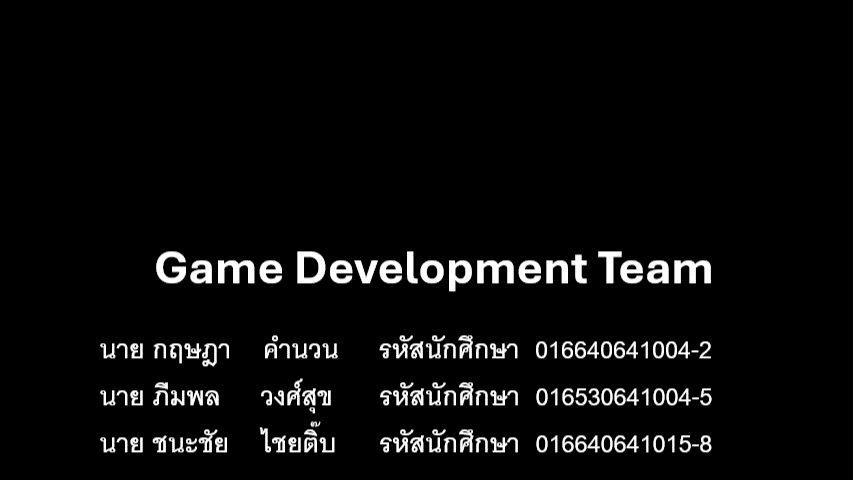 Game Development Team
นาย กฤษฎา คำนวน รหัสนักศึกษา 016640641004-2
นาย ภีมพล วงศ์สุข รหัสนักศึกษา 016530641004-5
นาย ชนะชัย ไชยติ๊บ รหัสนักศึกษา 016640641015-8